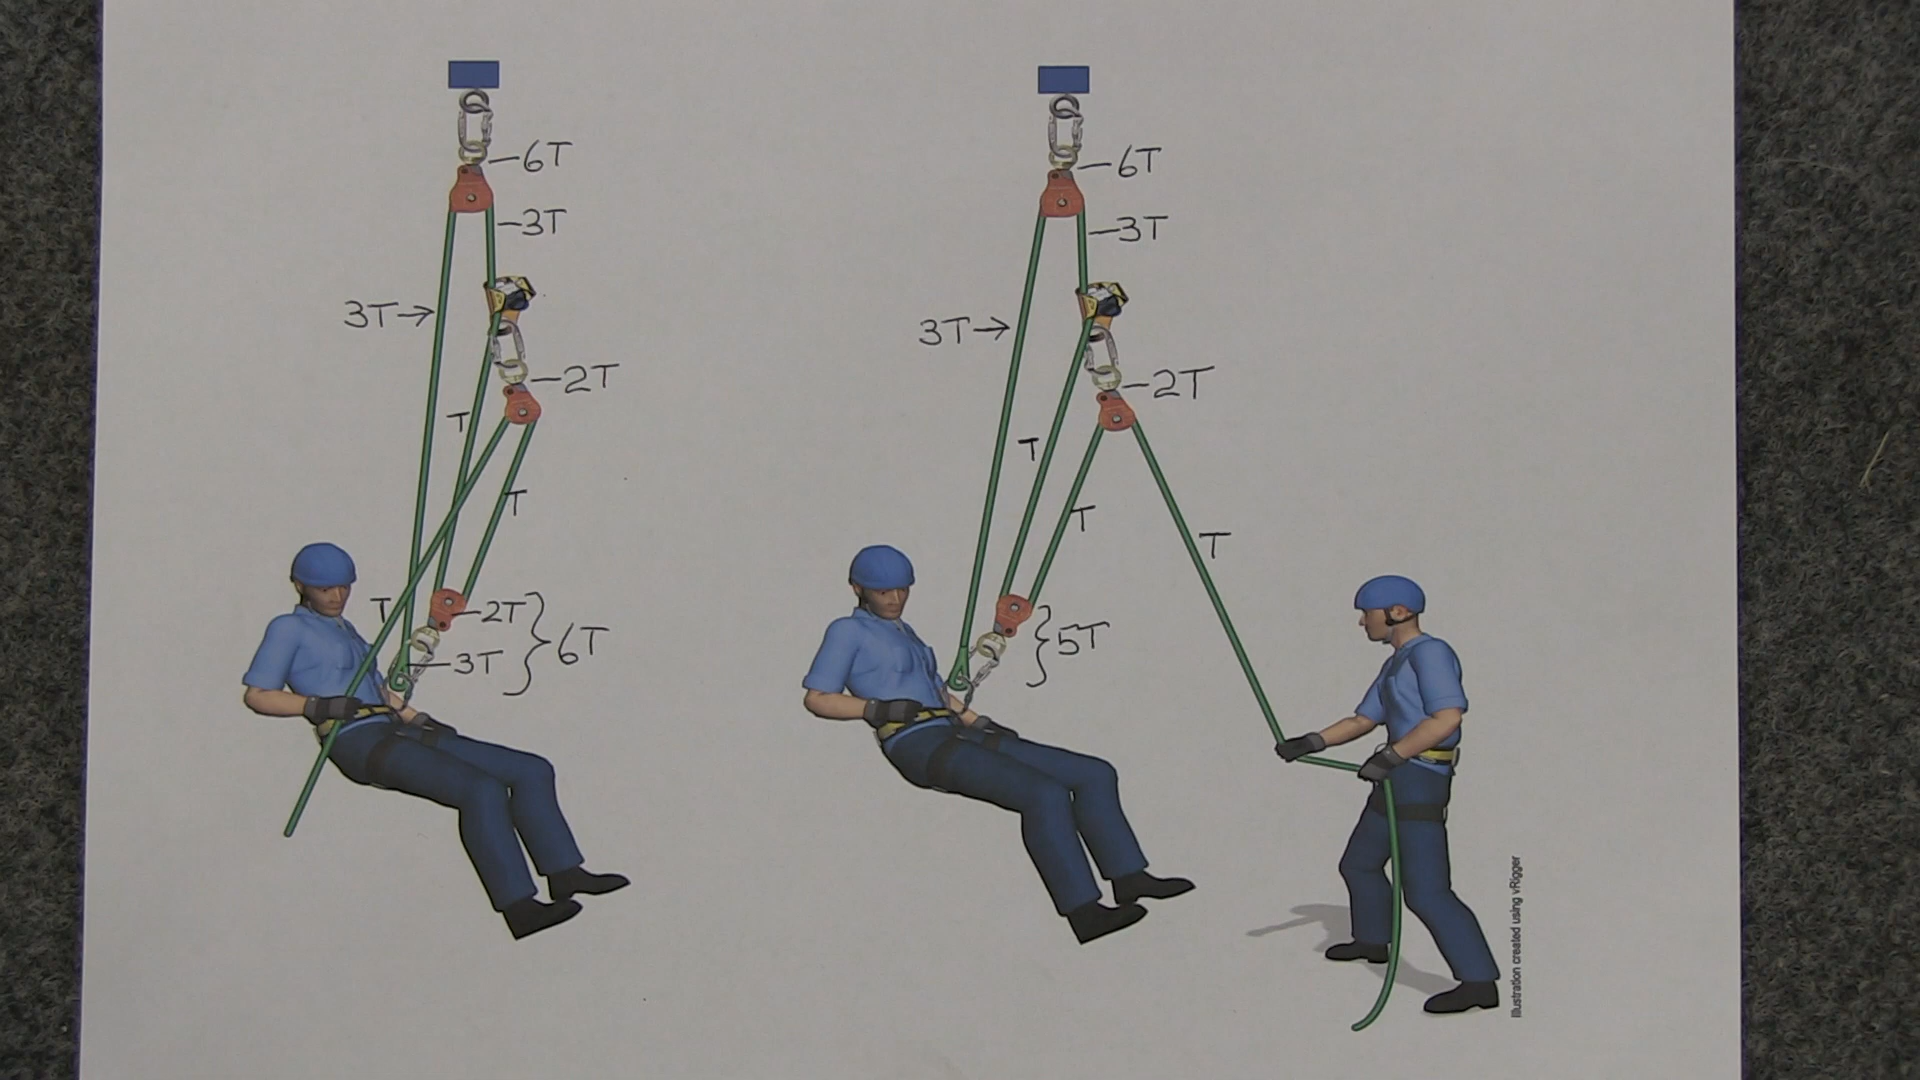 -6T
-3T
3T→
-2T
T
T
T
-2T
-3T
}6T
-6T
-3T
3T→
-2T
T
T
T
}5T
Illustration created using vRigger